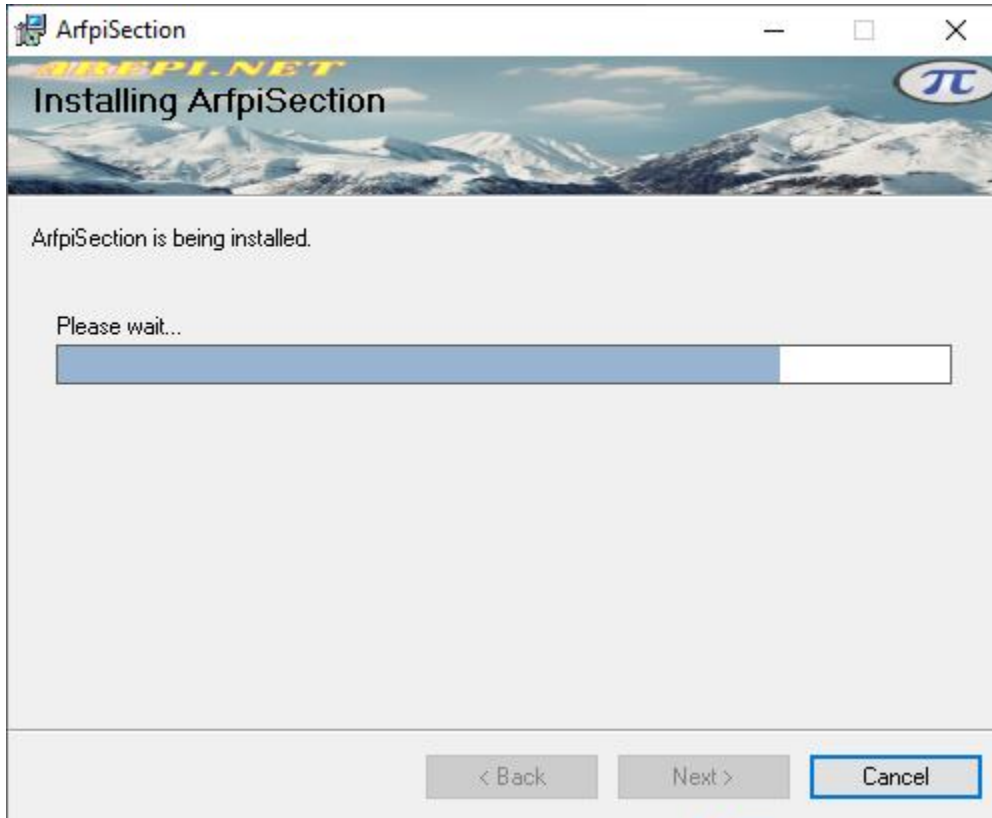 ArfpiSection
ARFPI.NET
Installing ArfpiSection
π
ArfpiSection is being installed.
Please wait...
< Back
Next >
Cancel